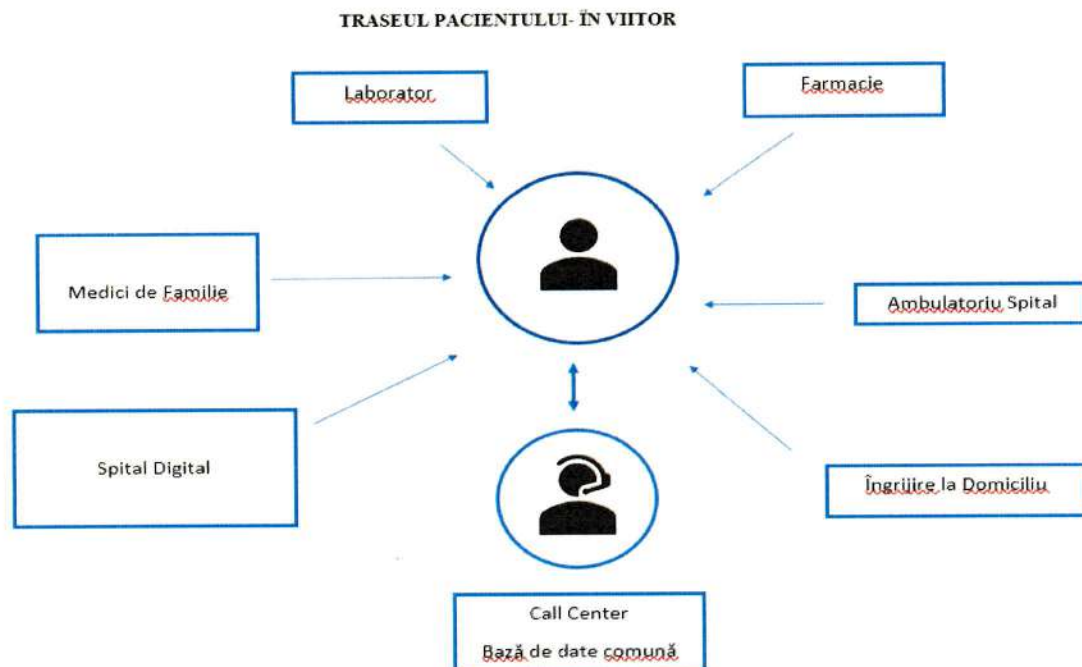 TRASEUL PACIENTULUI- ÎN VIITOR
Laborator
Farmacie
Medici de Familie
Ambulatoriu Spital
Spital Digital
Îngrijire la Domiciliu
Call Center
Bază de date comună